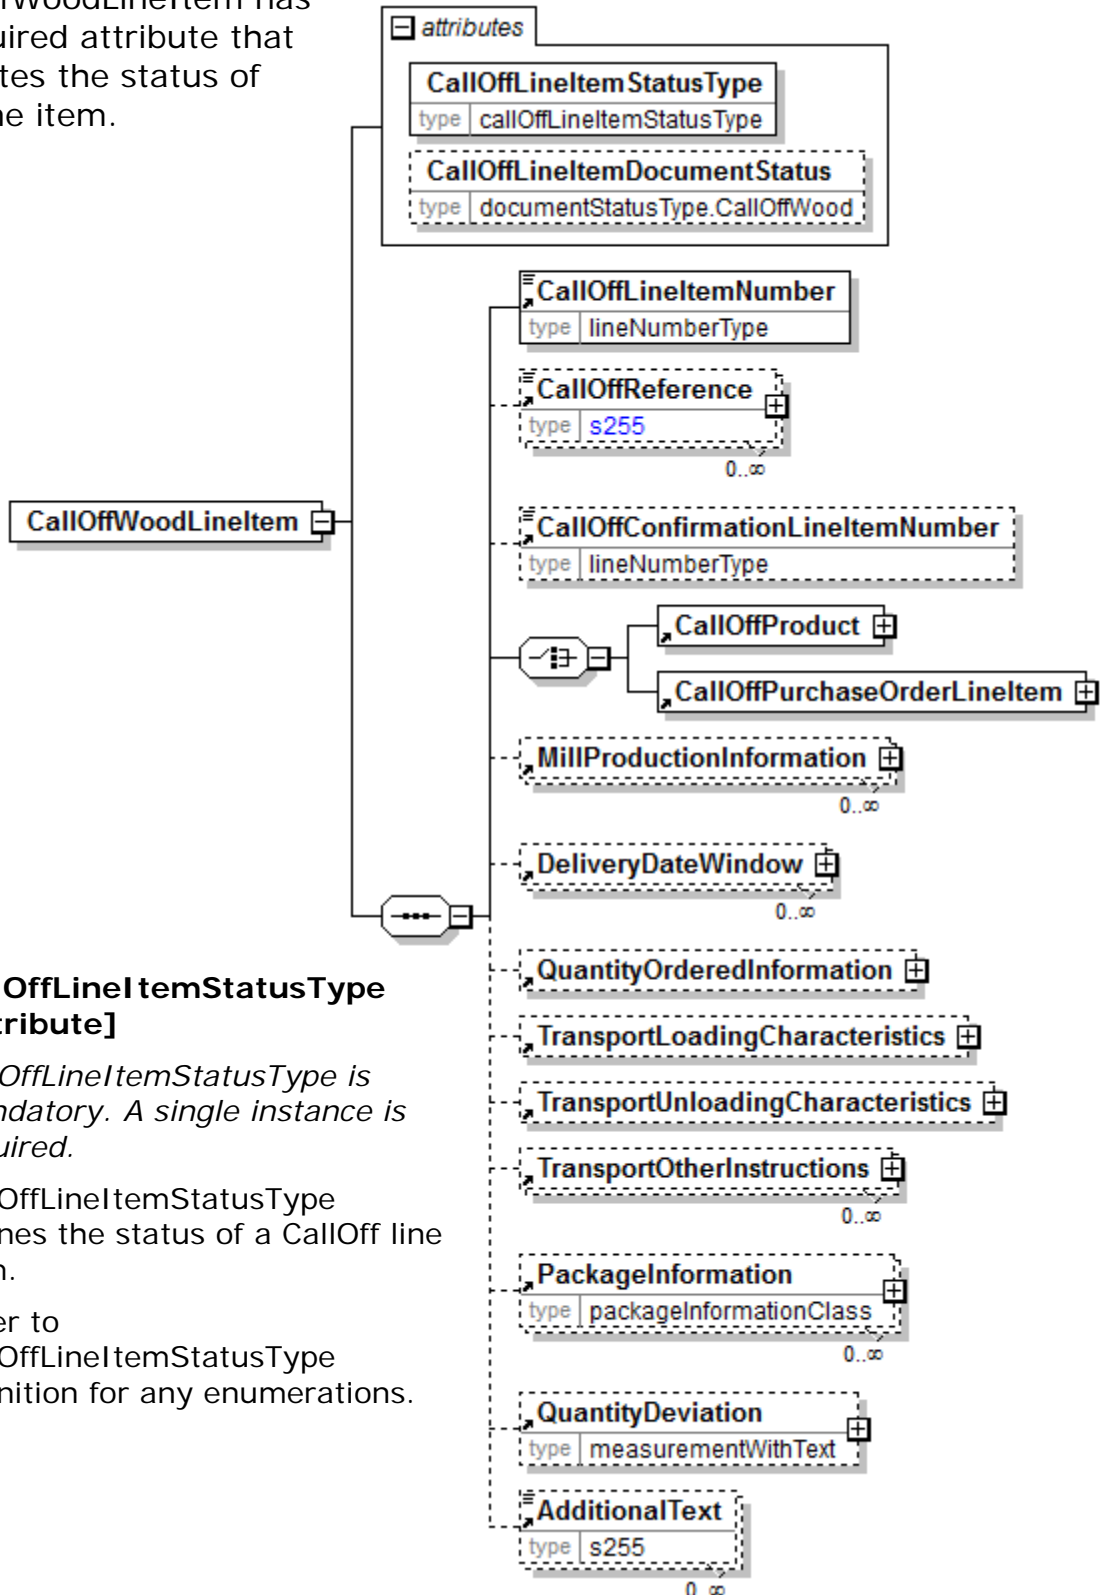 fWoodLineItem has
uired attribute that
tes the status of
ne item.
attributes
CallOffLineItemStatusType
type callOffLineItemStatusType
CallOffLineItemDocumentStatus
type documentStatusType.CallOffWood
CallOffLineItemNumber
type lineNumberType
CallOffReference
type s255
0..∞
CallOffWoodLineItem
CallOffConfirmationLineItemNumber
type lineNumberType
CallOffProduct
CallOffPurchaseOrderLineItem
MillProductionInformation
0..∞
DeliveryDateWindow
0..∞
QuantityOrderedInformation
TransportLoadingCharacteristics
TransportUnloadingCharacteristics
TransportOtherInstructions
0..∞
PackageInformation
type packageInformationClass
0..∞
QuantityDeviation
type measurementWithText
AdditionalText
type s255
0..∞
OffLineItemStatusType
tribute]
OffLineItemStatusType is
ndatory. A single instance is
uired.
OffLineItemStatusType
nes the status of a CallOff line
n.
er to
OffLineItemStatusType
nition for any enumerations.